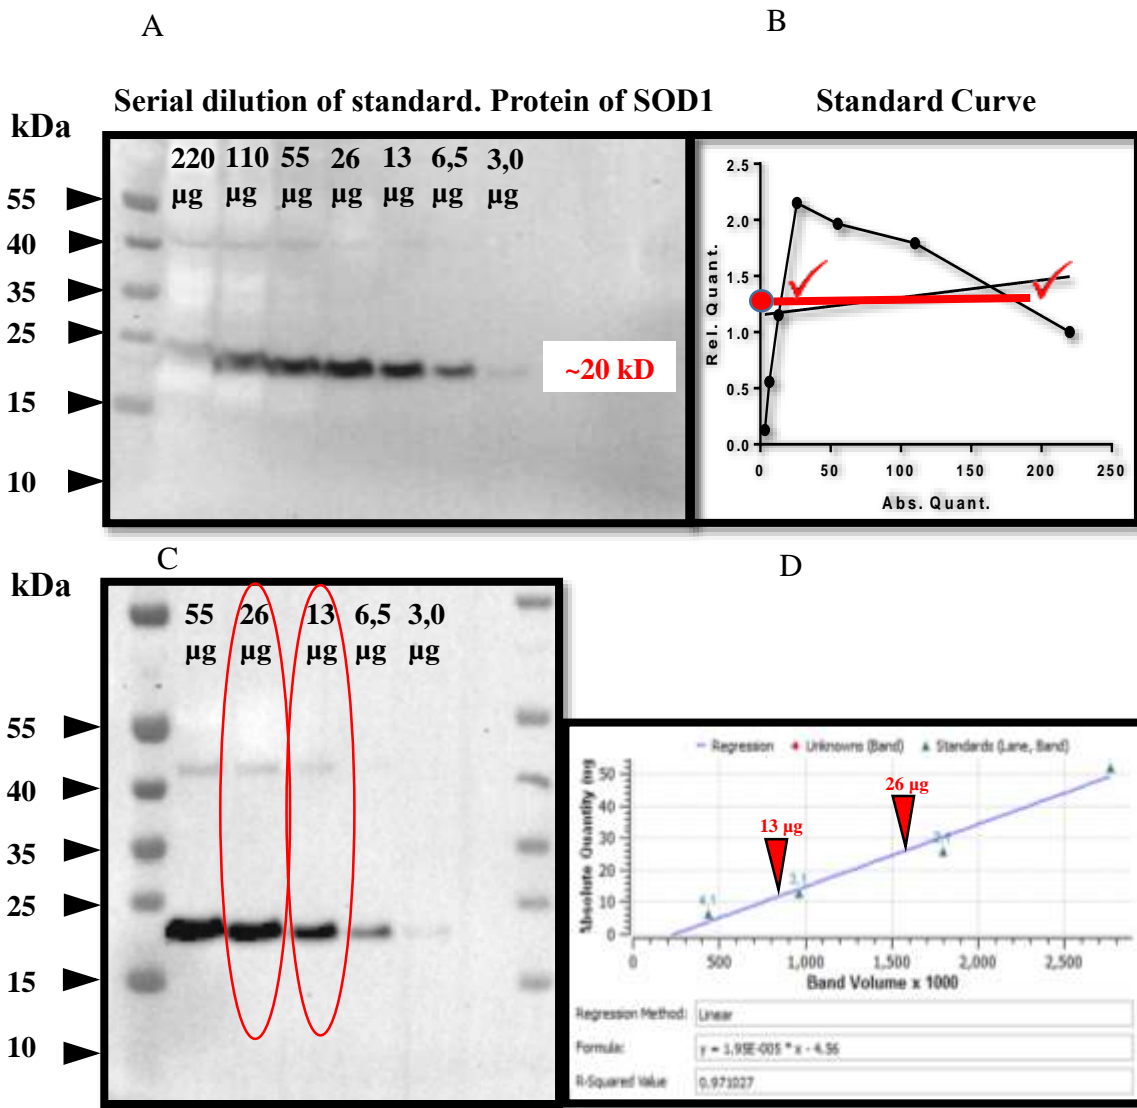 A
B
Serial dilution of standard. Protein of SOD1
Standard Curve
kDa
220 110 55 26 13 6,5 3,0
µg µg µg µg µg µg µg
55
40
35
25
15
10
~20 kD
2.5
2.0
1.5
1.0
0.5
0.0
Rel. Quant.
0 50 100 150 200 250
Abs. Quant.
C
D
kDa
55 26 13 6,5 3,0
µg µg µg µg µg
55
40
35
25
15
10
Regression Unknowns (Band) Standards (Lane, Band)
Absolute Quantity (ng
50
40
30
20
10
0
26 µg
13 µg
4,1
3,1
0 500 1,000 1,500 2,000 2,500
Band Volume x 1000
Regression Method: Linear
Formula: y = 1.95E-005 * x - 4.56
R-Squared Value 0.971027